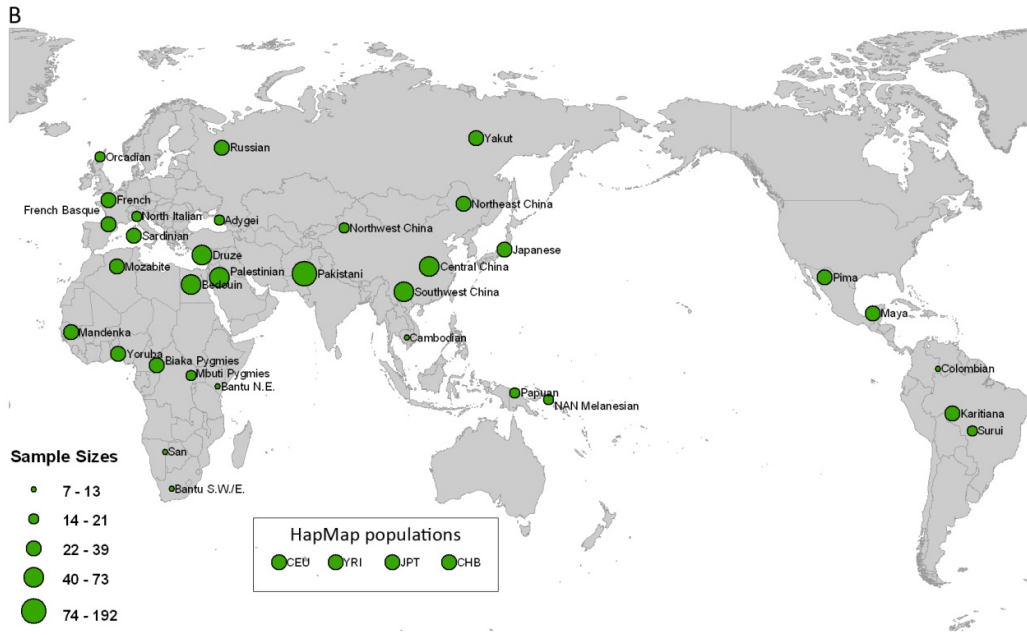 B
Yakut
Russian
Orcadian
French
Northeast China
French Basque
North Italian
Adygei
Northwest China
Sardinian
Japanese
Druze
Mozabite
Central China
Palestinian
Pakistani
Pima
Bedouin
Southwest China
Maya
Mandenka
Cambodian
Yoruba
Biaka Pygmies
Mbuti Pygmies
Colombian
Bantu N.E.
Papuan
NAN Melanesian
Karitiana
Surui
San
Bantu S.W./E.
Sample Sizes
7 - 13
14 - 21
22 - 39
40 - 73
74 - 192
HapMap populations
CEU YRI JPT CHB